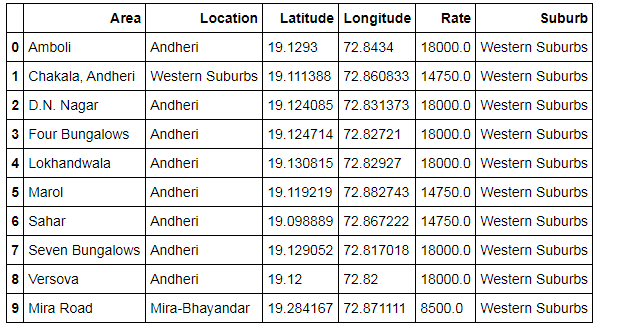 Area Location Latitude Longitude Rate Suburb
0 Amboli Andheri 19.1293 72.8434 18000.0 Western Suburbs
1 Chakala, Andheri Western Suburbs 19.111388 72.860833 14750.0 Western Suburbs
2 D.N. Nagar Andheri 19.124085 72.831373 18000.0 Western Suburbs
3 Four Bungalows Andheri 19.124714 72.82721 18000.0 Western Suburbs
4 Lokhandwala Andheri 19.130815 72.82927 18000.0 Western Suburbs
5 Marol Andheri 19.119219 72.882743 14750.0 Western Suburbs
6 Sahar Andheri 19.098889 72.867222 14750.0 Western Suburbs
7 Seven Bungalows Andheri 19.129052 72.817018 18000.0 Western Suburbs
8 Versova Andheri 19.12 72.82 18000.0 Western Suburbs
9 Mira Road Mira-Bhayandar 19.284167 72.871111 8500.0 Western Suburbs